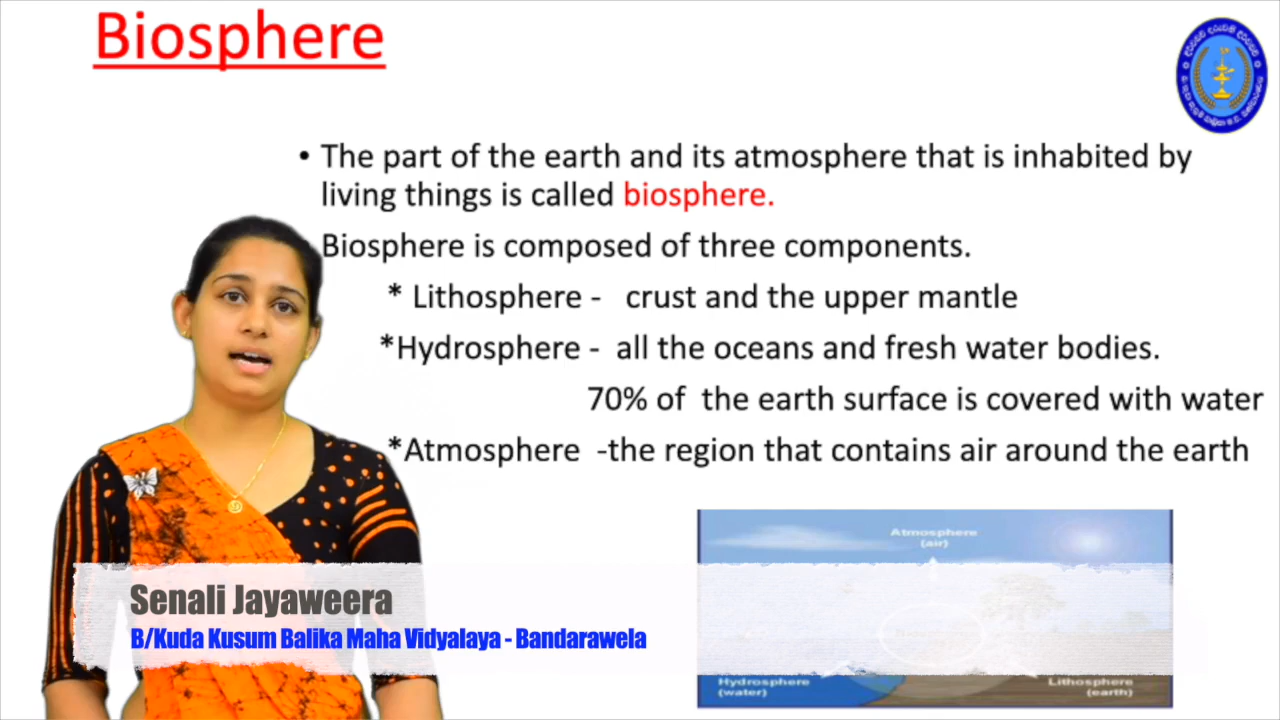 Biosphere
• The part of the earth and its atmosphere that is inhabited by
living things is called biosphere.
Biosphere is composed of three components.
* Lithosphere - crust and the upper mantle
*Hydrosphere - all the oceans and fresh water bodies.
70% of the earth surface is covered with water
*Atmosphere -the region that contains air around the earth
Atmosphere
(air)
Senali Jayaweera
B/Kuda Kusum Balika Maha Vidyalaya - Bandarawela
Hydrosphere
(water)
Lithosphere
(earth)